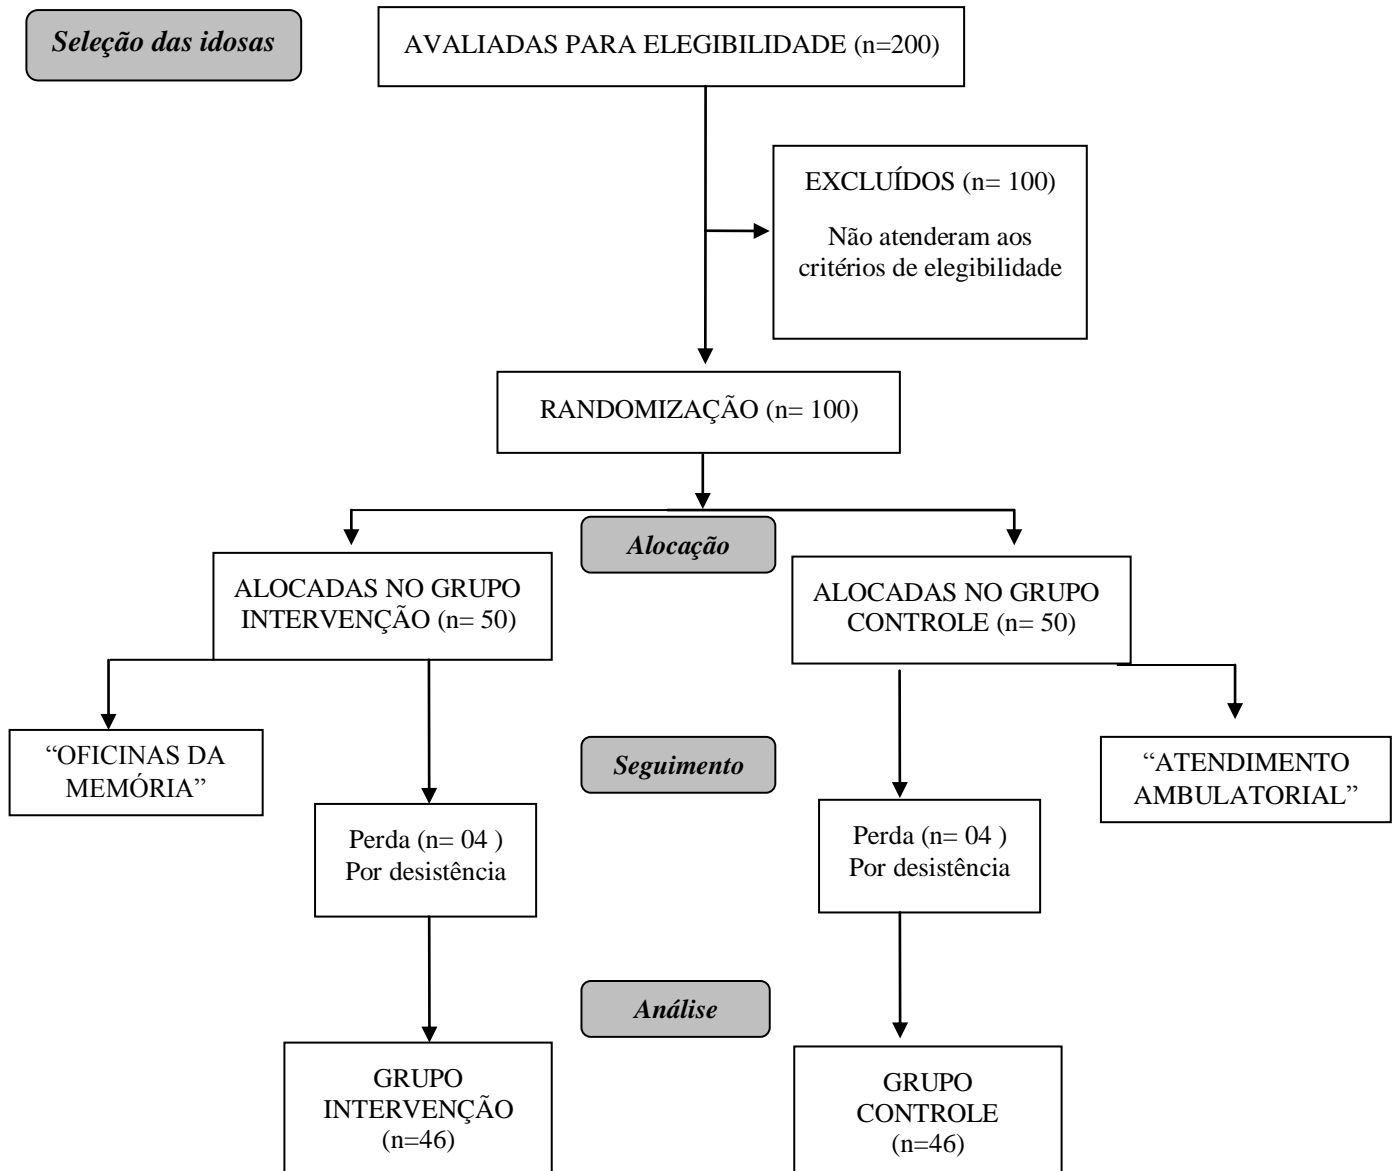 Seleção das idosas
AVALIADAS PARA ELEGIBILIDADE (n=200)
EXCLUÍDOS (n= 100)
Não atenderam aos
critérios de elegibilidade
RANDOMIZAÇÃO (n= 100)
Alocação
ALOCADAS NO GRUPO
INTERVENÇÃO (n= 50)
ALOCADAS NO GRUPO
CONTROLE (n= 50)
“OFICINAS DA
MEMÓRIA”
Seguimento
“ATENDIMENTO
AMBULATORIAL”
Perda (n= 04 )
Por desistência
Perda (n= 04 )
Por desistência
Análise
GRUPO
INTERVENÇÃO
(n=46)
GRUPO
CONTROLE
(n=46)